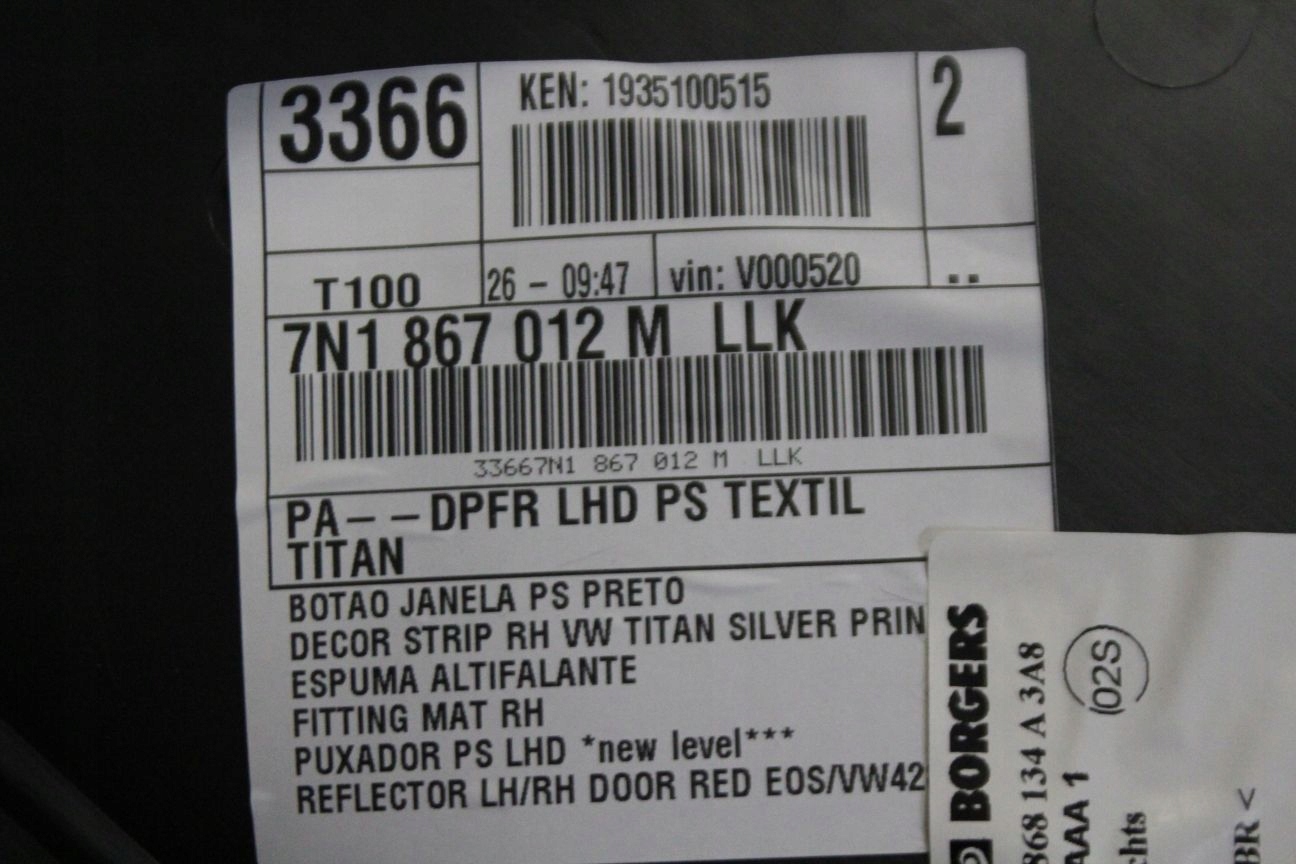 3366
KEN: 1935100515
2
T100
26 - 09:47
vin: V000520
..
7N1 867 012 M LLK
33667N1 867 012 M LLK
PA--DPFR LHD PS TEXTIL
TITAN
BOTAO JANELA PS PRETO
DECOR STRIP RH VW TITAN SILVER PRIN
ESPUMA ALTIFALANTE
FITTING MAT RH
PUXADOR PS LHD *new level***
REFLECTOR LH/RH DOOR RED EOS/VW42
BORGERS
868 134 A 3A8
AAA 1
02S
chts
BR <